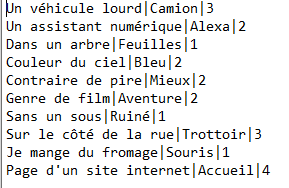 Un véhicule lourd|Camion|3
Un assistant numérique|Alexa|2
Dans un arbre|Feuilles|1
Couleur du ciel|Bleu|2
Contraire de pire|Mieux|2
Genre de film|Aventure|2
Sans un sous|Ruiné|1
Sur le côté de la rue|Trottoir|3
Je mange du fromage|Souris|1
Page d'un site internet|Accueil|4